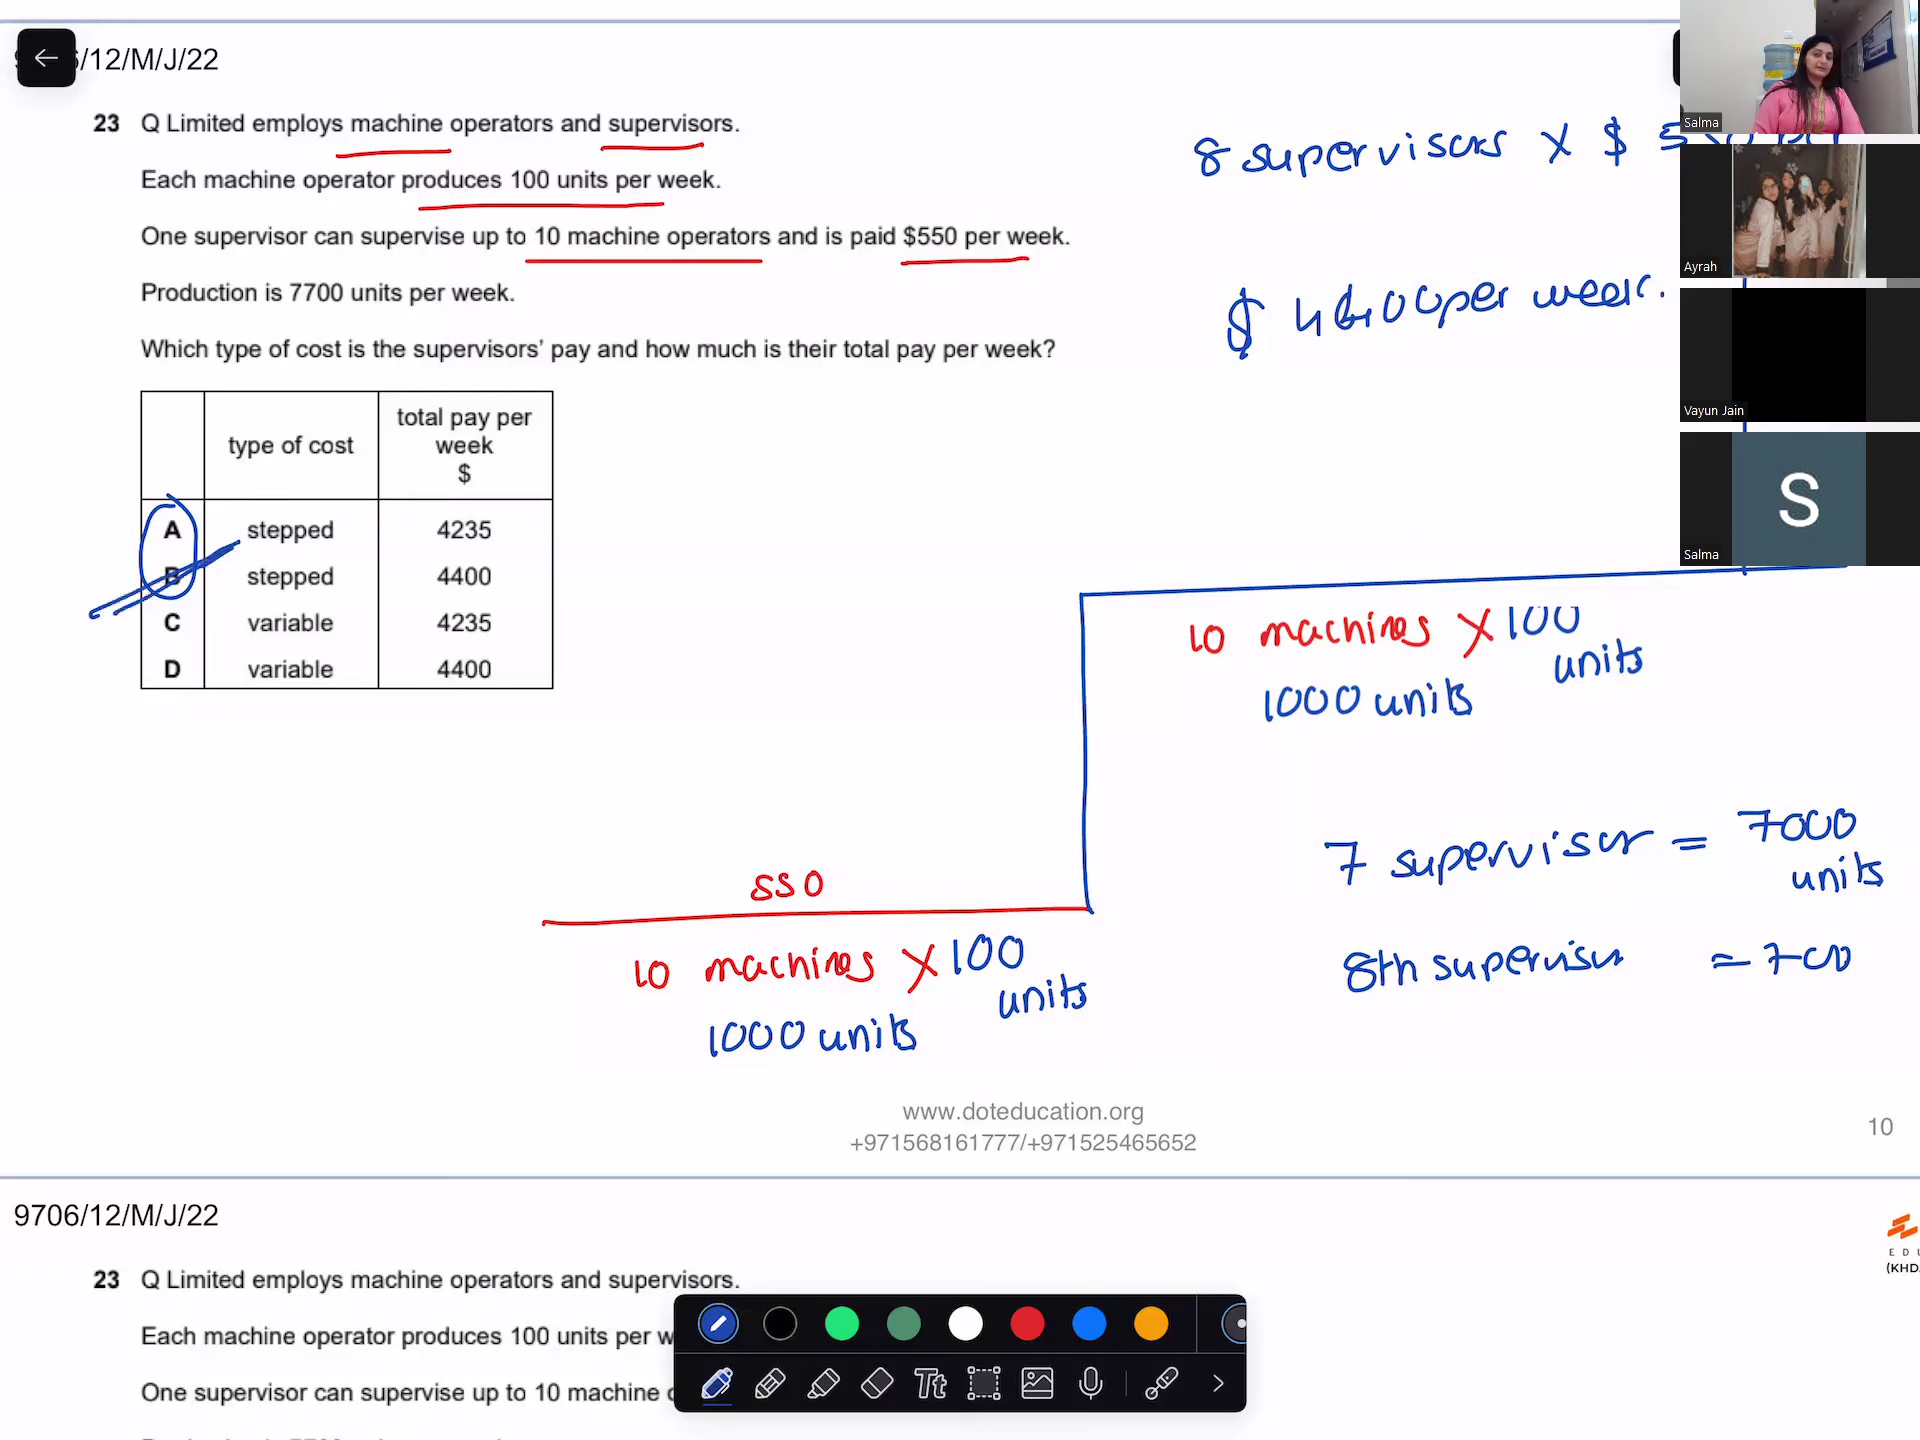 /12/M/J/22
23 Q Limited employs machine operators and supervisors.
Each machine operator produces 100 units per week.
One supervisor can supervise up to 10 machine operators and is paid $550 per week.
Production is 7700 units per week.
Which type of cost is the supervisors' pay and how much is their total pay per week?
type of cost
total pay per
week
$
A stepped 4235
B stepped 4400
C variable 4235
D variable 4400
8 supervisors X $
$ 4400 per week.
Salma
Ayrah
Vayun Jain
S
Salma
10 machines X 100
units
1000 units
7 supervisor = 7000
units
8th supervisor = 700
550
10 machines X 100
units
1000 units
www.doteducation.org
+971568161777/+971525465652
10
9706/12/M/J/22
EDU
(KHD
23 Q Limited employs machine operators and supervisors.
Each machine operator produces 100 units per w
One supervisor can supervise up to 10 machine
Tt